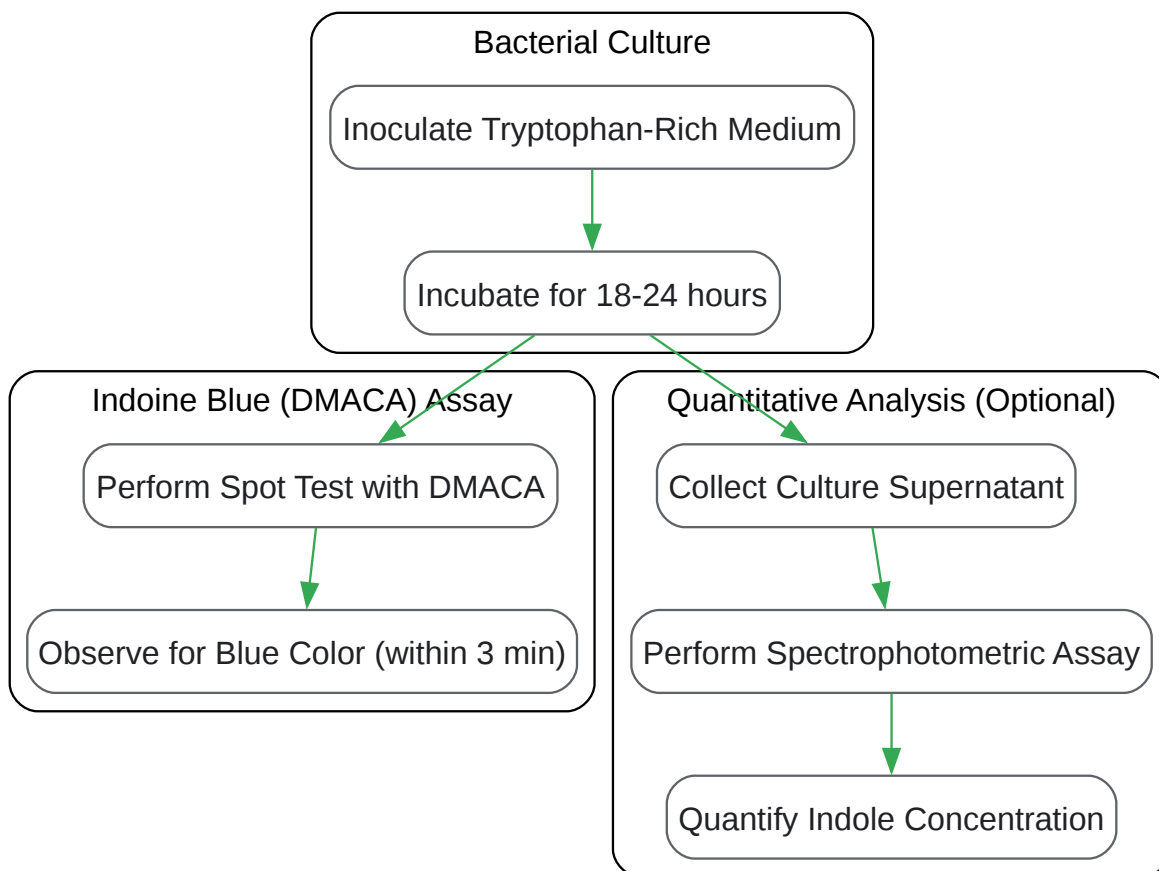 Bacterial Culture
Inoculate Tryptophan-Rich Medium
Incubate for 18-24 hours
Indoine Blue (DMACA) Assay
Perform Spot Test with DMACA
Observe for Blue Color (within 3 min)
Quantitative Analysis (Optional)
Collect Culture Supernatant
Perform Spectrophotometric Assay
Quantify Indole Concentration